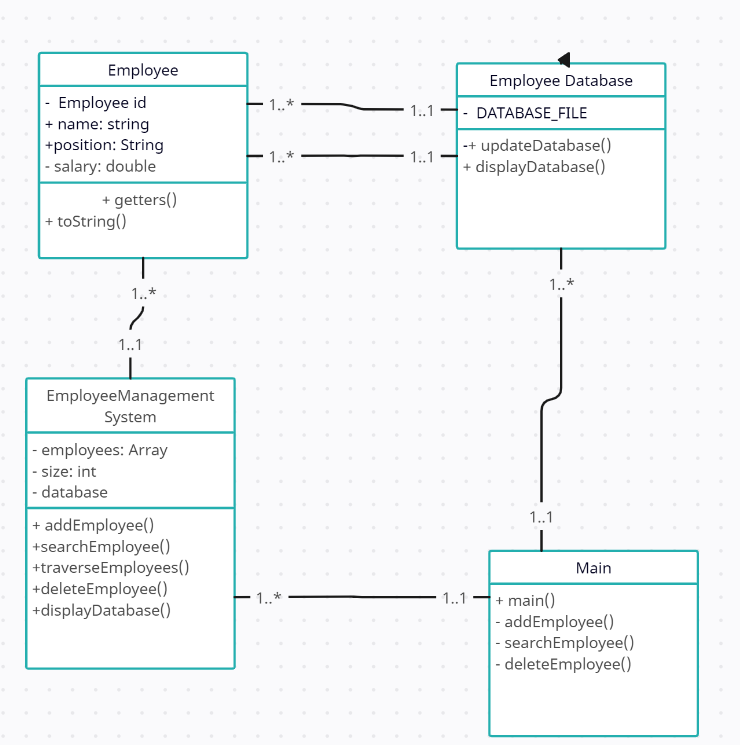 Employee
- Employee id
+ name: string
+position: String
- salary: double
+ getters()
+ toString()
1..*
1..1
1..*
1..1
Employee Database
- DATABASE_FILE
-+ updateDatabase()
+ displayDatabase()
1..*
1..1
1..*
1..1
EmployeeManagement
System
- employees: Array
- size: int
- database
+ addEmployee()
+searchEmployee()
+traverseEmployees()
+deleteEmployee()
+displayDatabase()
1..*
1..1
Main
+ main()
- addEmployee()
- searchEmployee()
- deleteEmployee()